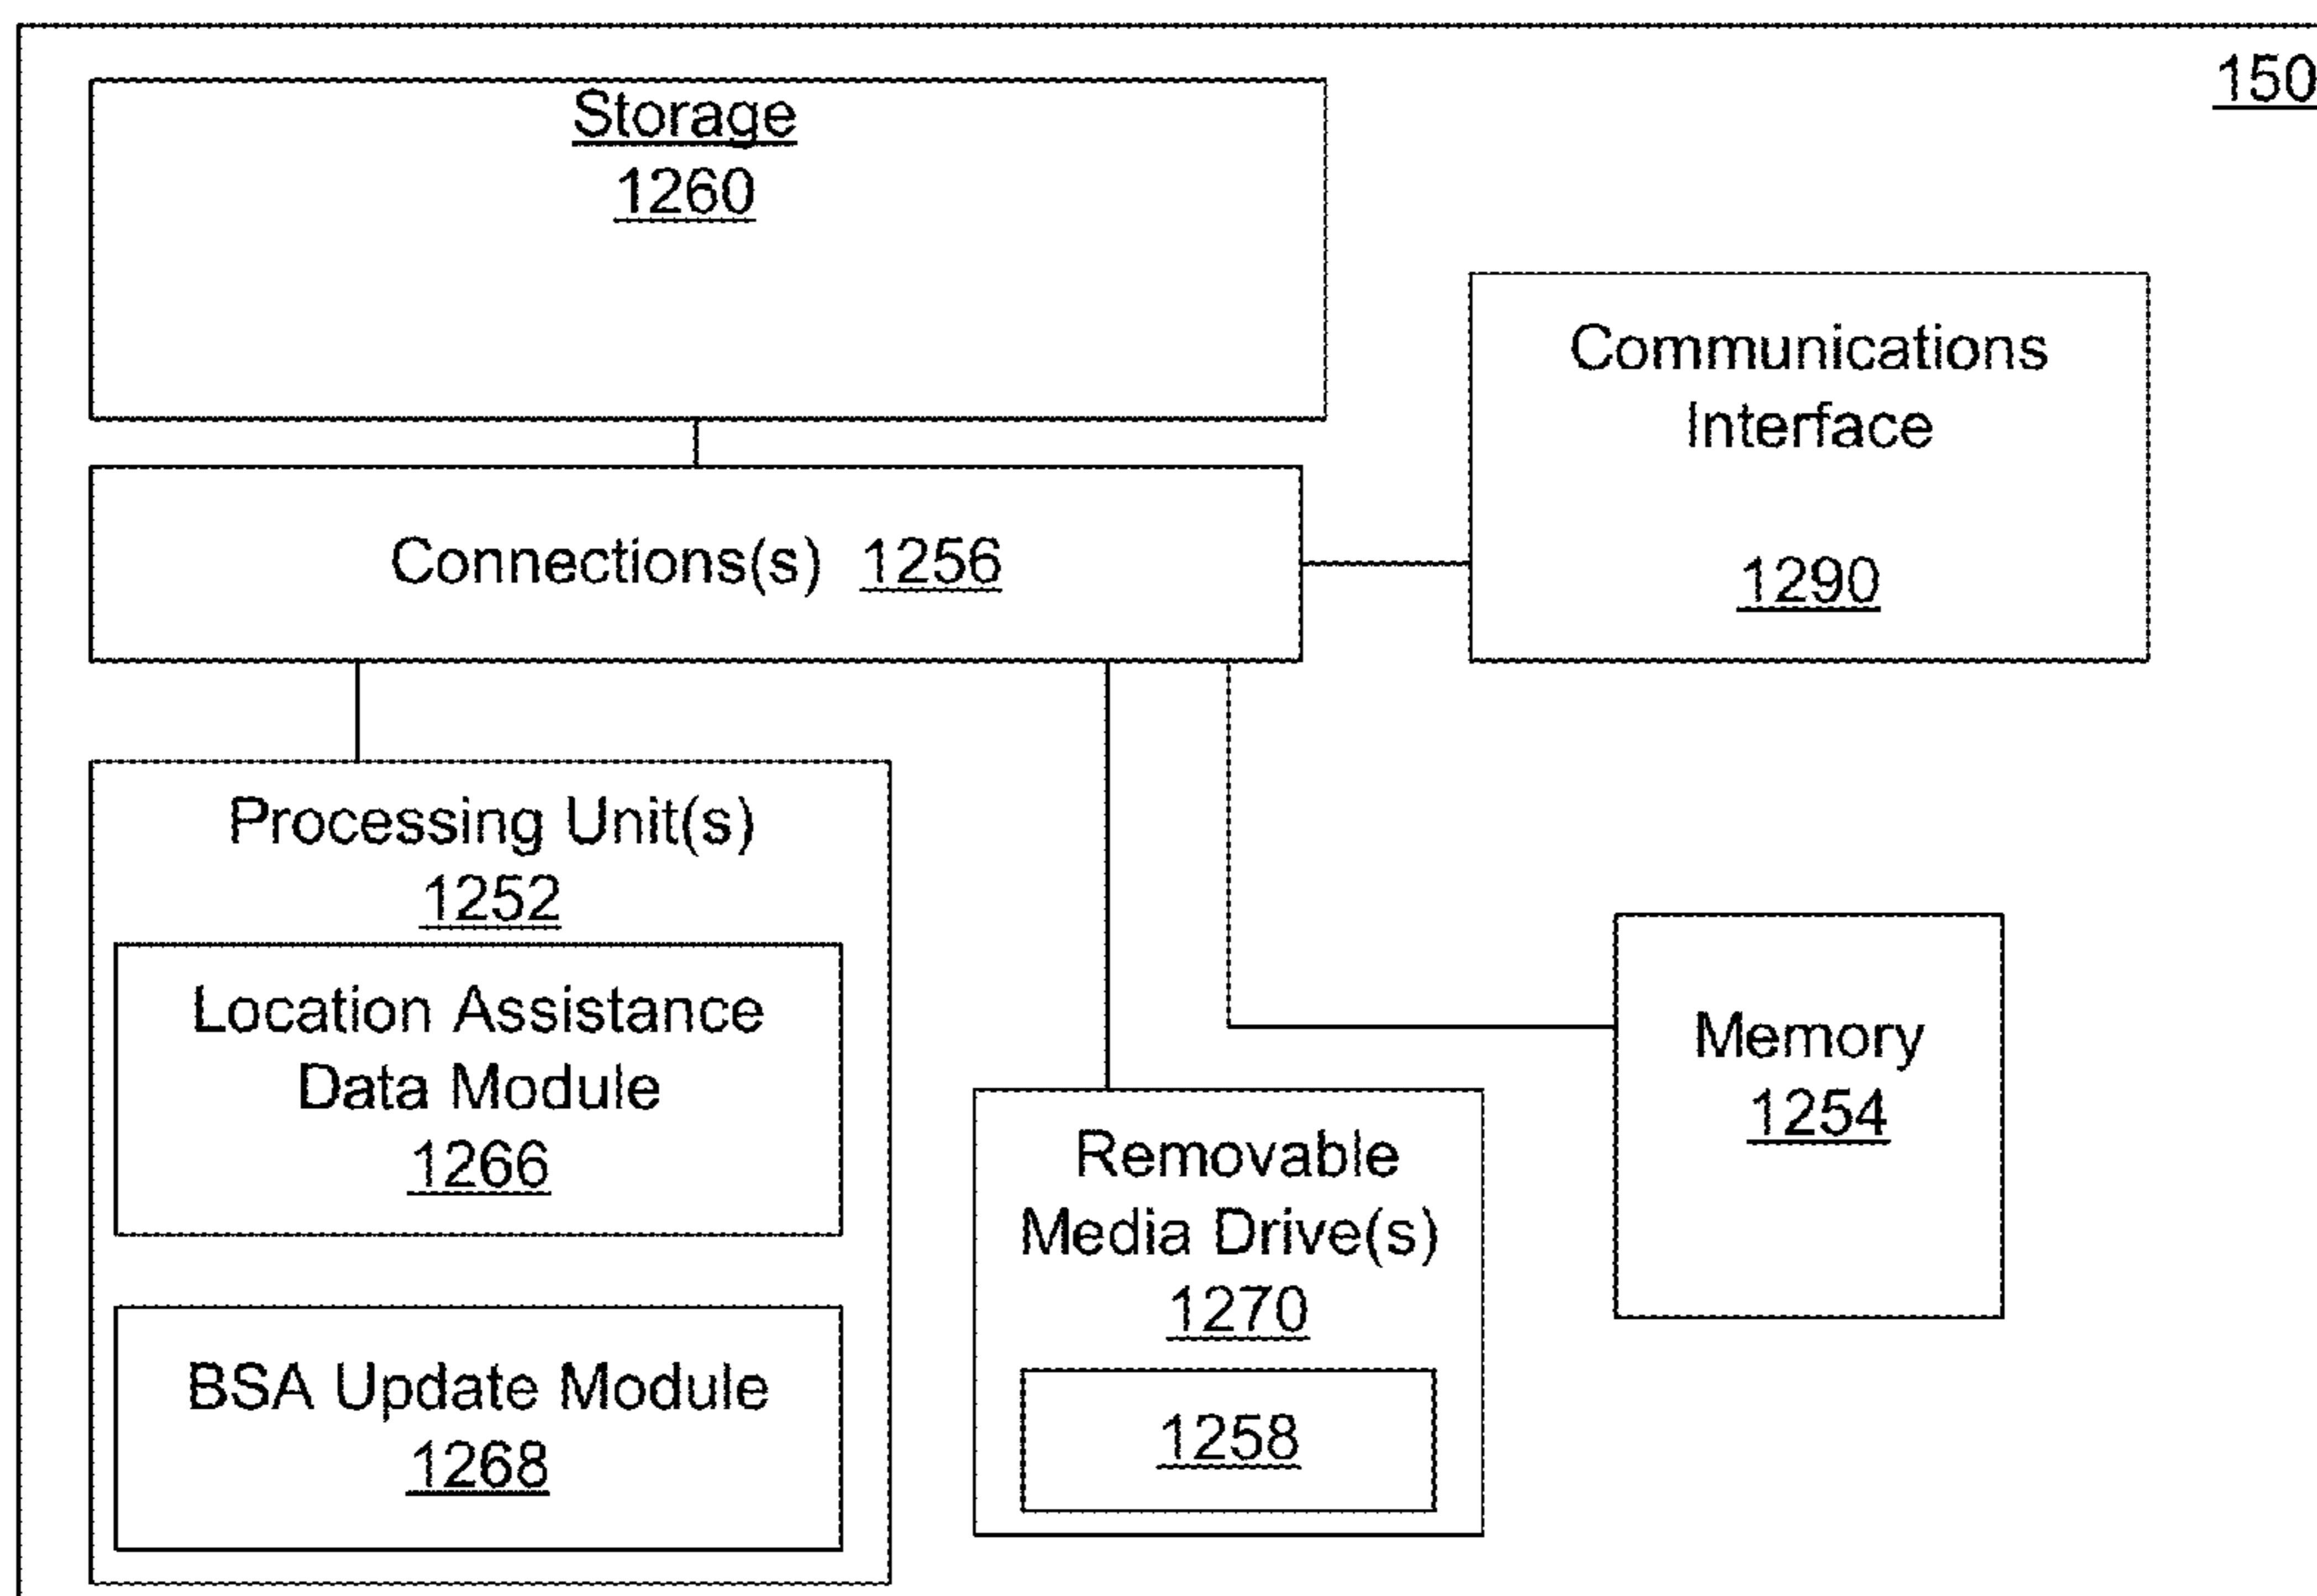 150
Storage
1260
Communications
Interface
1290
Connections(s) 1256
Processing Unit(s)
1252
Location Assistance
Data Module
1266
BSA Update Module
1268
Removable
Media Drive(s)
1270
1258
Memory
1254